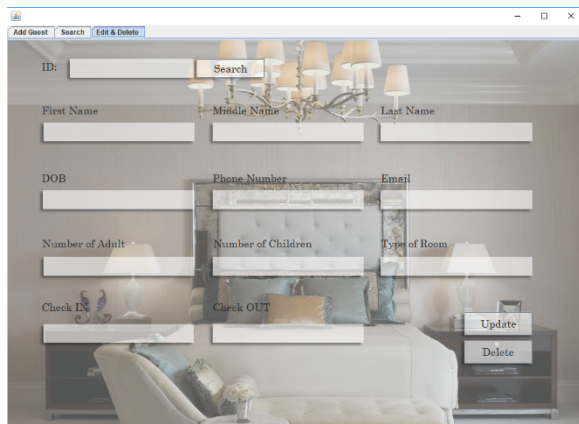 Add Guest Search Edit & Delete
ID: Search
First Name Middle Name Last Name
DOB Phone Number Email
Number of Adult Number of Children Type of Room
Check IN Check OUT
Update
Delete